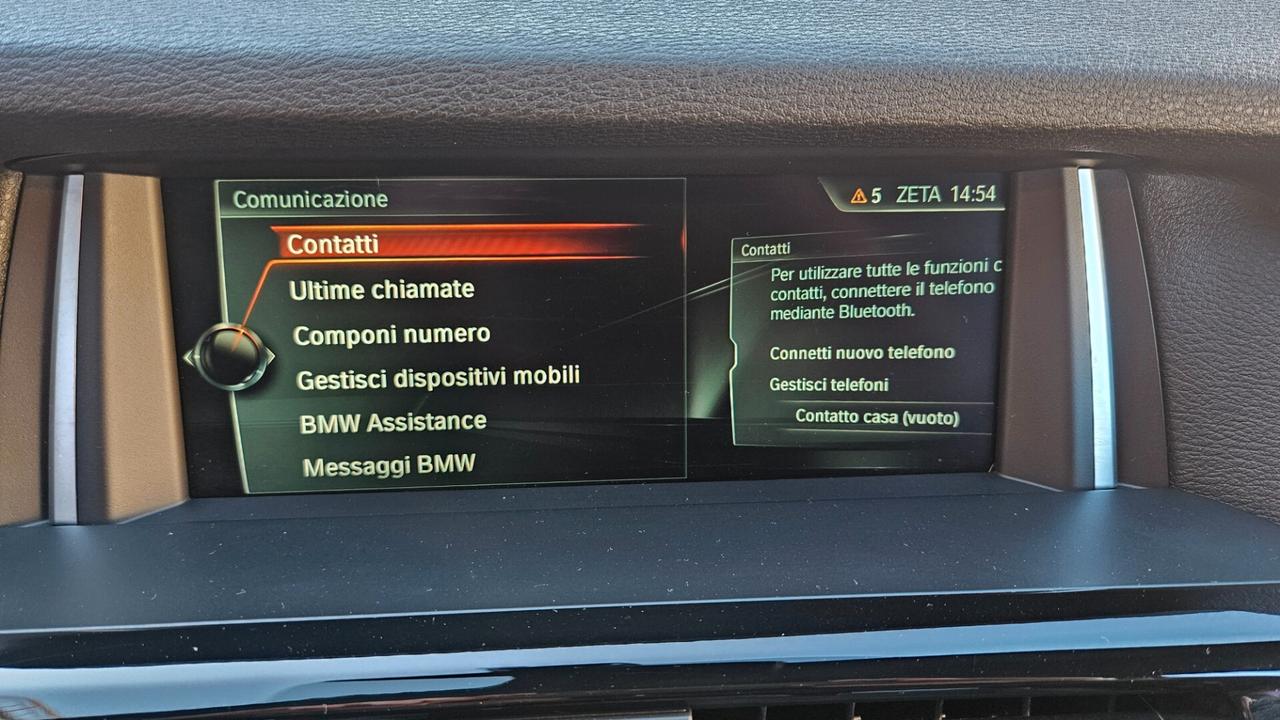 Comunicazione
5 ZETA 14:54
Contatti
Ultime chiamate
Componi numero
Gestisci dispositivi mobili
BMW Assistance
Messaggi BMW
Contatti
Per utilizzare tutte le funzioni c
contatti, connettere il telefono
mediante Bluetooth.
Connetti nuovo telefono
Gestisci telefoni
Contatto casa (vuoto)